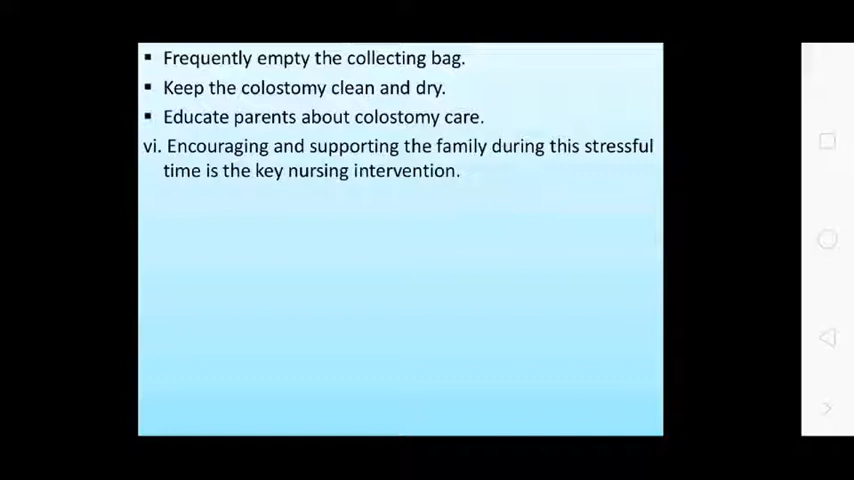 ▪ Frequently empty the collecting bag.
▪ Keep the colostomy clean and dry.
▪ Educate parents about colostomy care.
vi. Encouraging and supporting the family during this stressful
time is the key nursing intervention.